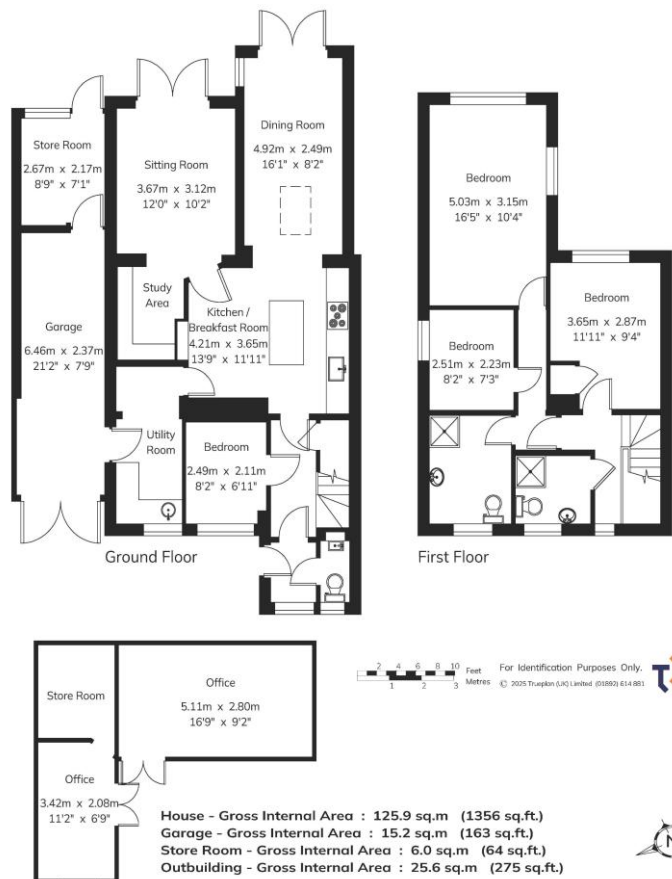 Store Room
2.67m x 2.17m
8'9" x 7'1"
Sitting Room
3.67m x 3.12m
12'0" x 10'2"
Dining Room
4.92m x 2.49m
16'1" x 8'2"
Study
Area
Garage
6.46m x 2.37m
21'2" x 7'9"
Kitchen /
Breakfast Room
4.21m x 3.65m
13'9" x 11'11"
Utility
Room
Bedroom
2.49m x 2.11m
8'2" x 6'11"
Ground Floor
Bedroom
5.03m x 3.15m
16'5" x 10'4"
Bedroom
3.65m x 2.87m
11'11" x 9'4"
Bedroom
2.51m x 2.23m
8'2" x 7'3"
First Floor
Store Room
Office
5.11m x 2.80m
16'9" x 9'2"
Office
3.42m x 2.08m
11'2" x 6'9"
2 4 6 8 10 Feet
1 2 3 Metres
For Identification Purposes Only.
© 2025 Trueplan (UK) Limited (01892) 614 881
House - Gross Internal Area : 125.9 sq.m (1356 sq.ft.)
Garage - Gross Internal Area : 15.2 sq.m (163 sq.ft.)
Store Room - Gross Internal Area : 6.0 sq.m (64 sq.ft.)
Outbuilding - Gross Internal Area : 25.6 sq.m (275 sq.ft.)
N